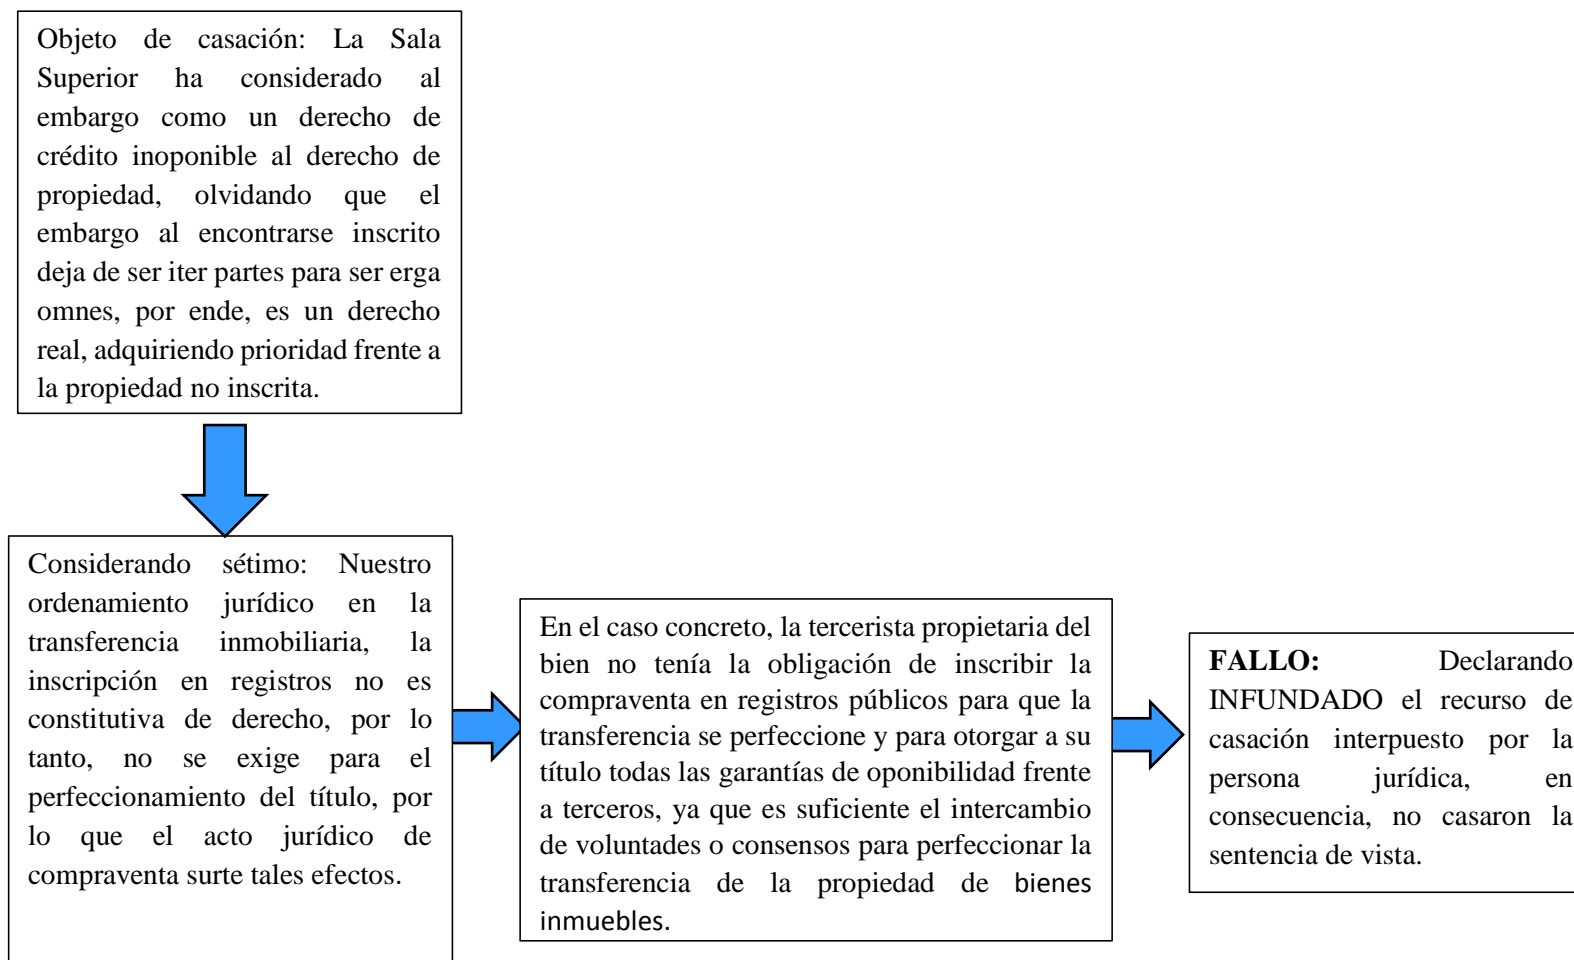 Objeto de casación: La Sala
Superior ha considerado al
embargo como un derecho de
crédito inoponible al derecho de
propiedad, olvidando que el
embargo al encontrarse inscrito
deja de ser iter partes para ser erga
omnes, por ende, es un derecho
real, adquiriendo prioridad frente a
la propiedad no inscrita.
Considerando sétimo: Nuestro
ordenamiento jurídico en la
transferencia inmobiliaria, la
inscripción en registros no es
constitutiva de derecho, por lo
tanto, no se exige para el
perfeccionamiento del título, por
lo que el acto jurídico de
compraventa surte tales efectos.
En el caso concreto, la tercerista propietaria del
bien no tenía la obligación de inscribir la
compraventa en registros públicos para que la
transferencia se perfeccione y para otorgar a su
título todas las garantías de oponibilidad frente
a terceros, ya que es suficiente el intercambio
de voluntades o consensos para perfeccionar la
transferencia de la propiedad de bienes
inmuebles.
FALLO: Declarando
INFUNDADO el recurso de
casación interpuesto por la
persona jurídica, en
consecuencia, no casaron la
sentencia de vista.